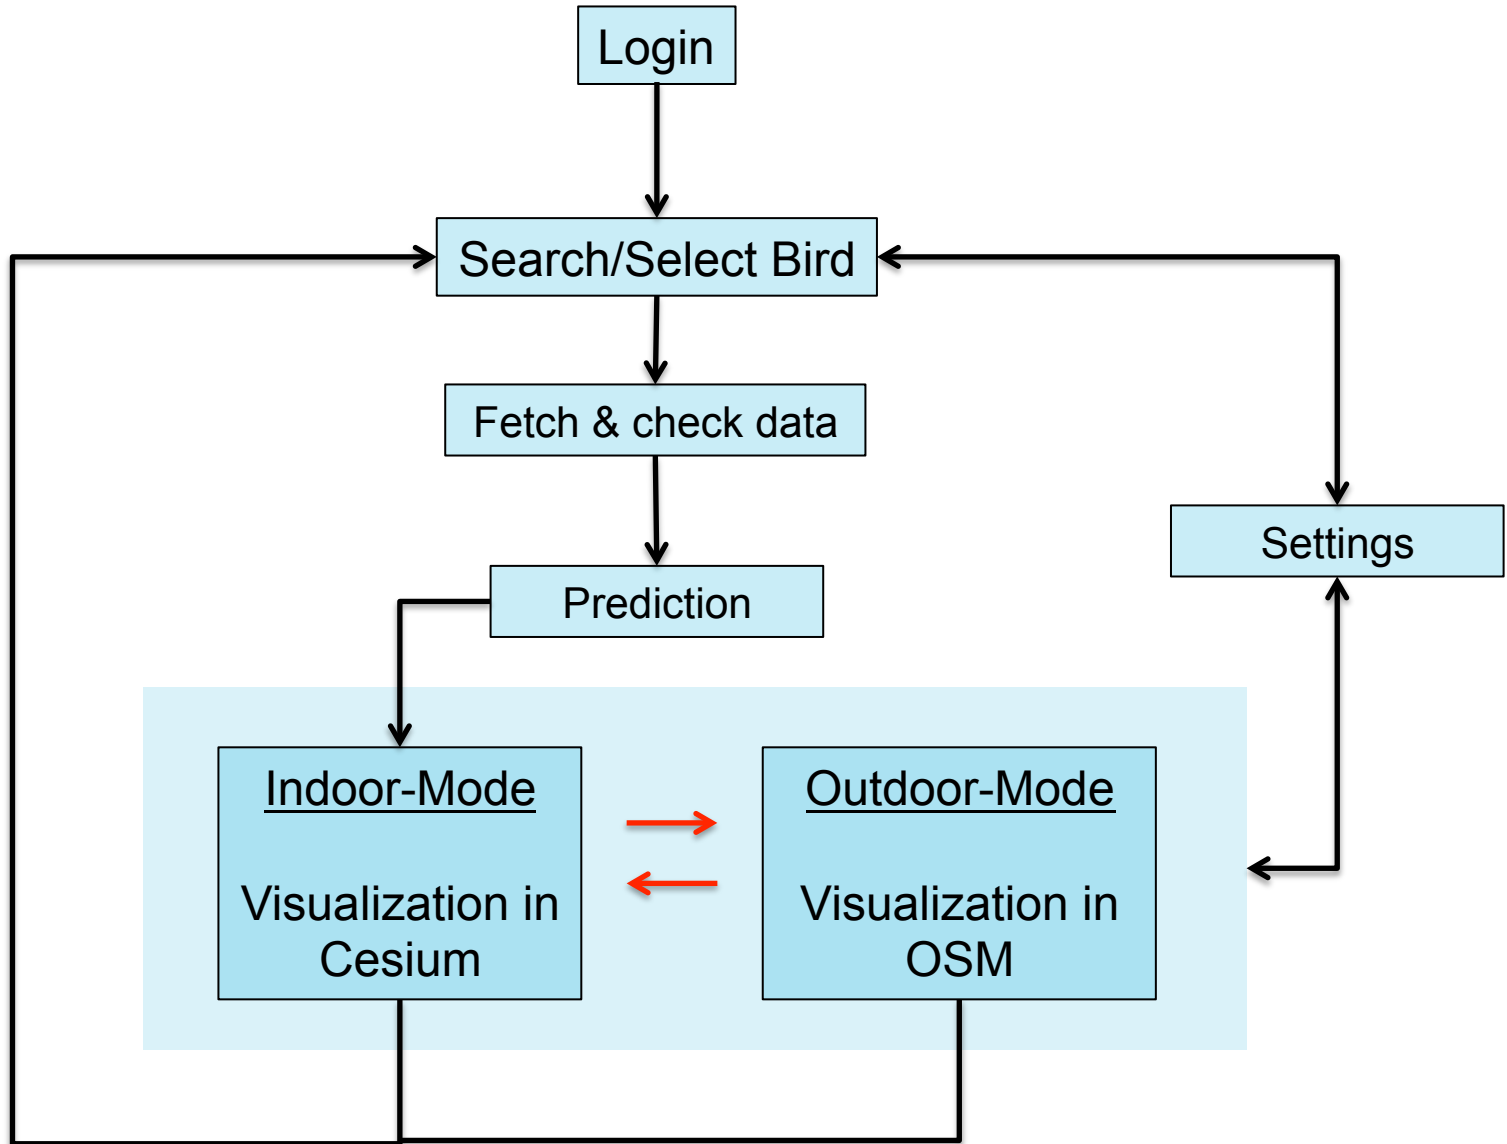 Login
Search/Select Bird
Fetch & check data
Settings
Prediction
Indoor-Mode
Visualization in
Cesium
Outdoor-Mode
Visualization in
OSM